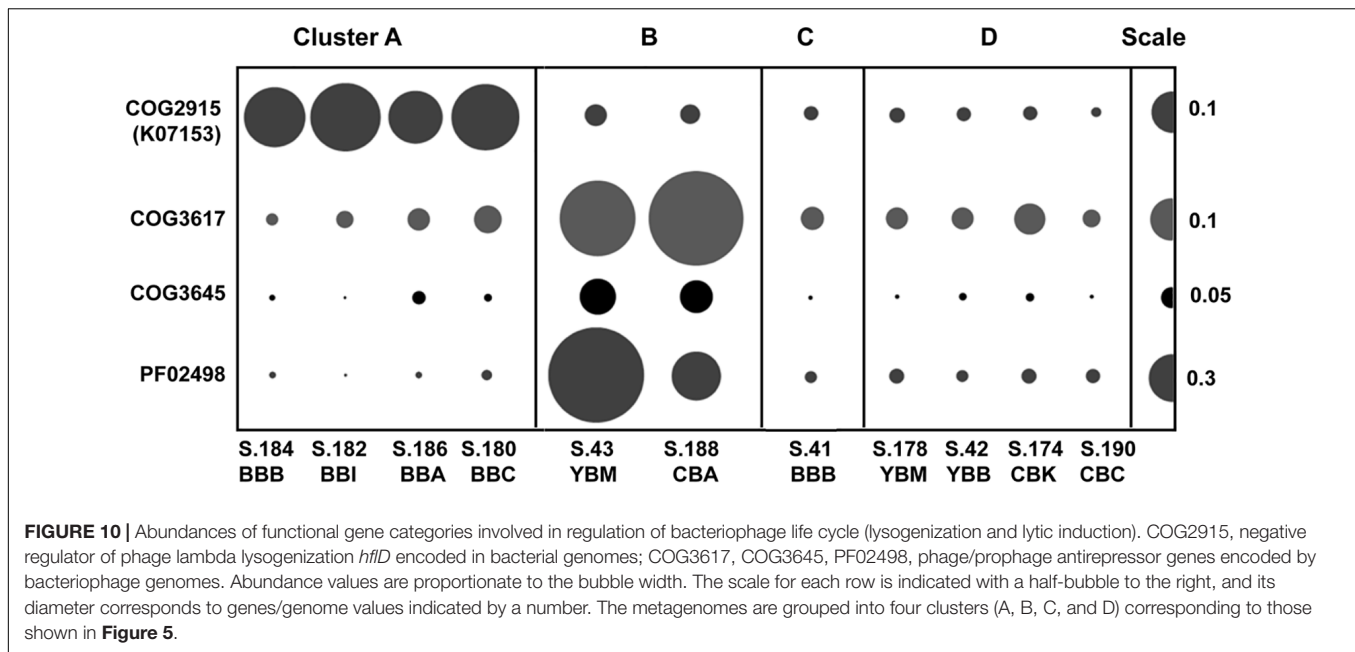 Cluster A B C D Scale
COG2915
(K07153)
0.1
COG3617
0.1
COG3645
0.05
PF02498
0.3
S.184 S.182 S.186 S.180 S.43 S.188 S.41 S.178 S.42 S.174 S.190
BBB BBI BBA BBC YBM CBA BBB YBM YBB CBK CBC
FIGURE 10 | Abundances of functional gene categories involved in regulation of bacteriophage life cycle (lysogenization and lytic induction). COG2915, negative
regulator of phage lambda lysogenization hflD encoded in bacterial genomes; COG3617, COG3645, PF02498, phage/prophage antirepressor genes encoded by
bacteriophage genomes. Abundance values are proportionate to the bubble width. The scale for each row is indicated with a half-bubble to the right, and its
diameter corresponds to genes/genome values indicated by a number. The metagenomes are grouped into four clusters (A, B, C, and D) corresponding to those
shown in Figure 5.